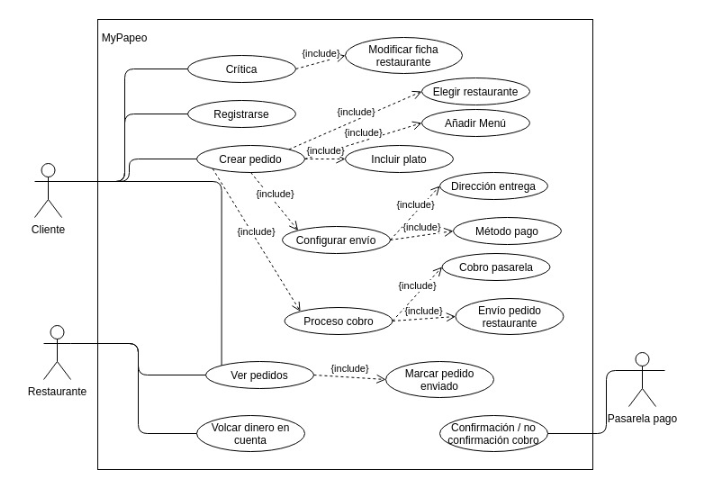 MyPapeo
Crítica
{include}
Modificar ficha
restaurante
Registrarse
{include}
Elegir restaurante
{include}
Añadir Menú
Crear pedido
{include}
Incluir plato
Cliente
{include}
{include}
Dirección entrega
{include}
Configurar envío
{include}
Método pago
{include}
Cobro pasarela
{include}
Proceso cobro
{include}
Envío pedido
restaurante
Restaurante
Ver pedidos
{include}
Marcar pedido
enviado
Pasarela pago
Volcar dinero en
cuenta
Confirmación / no
confirmación cobro